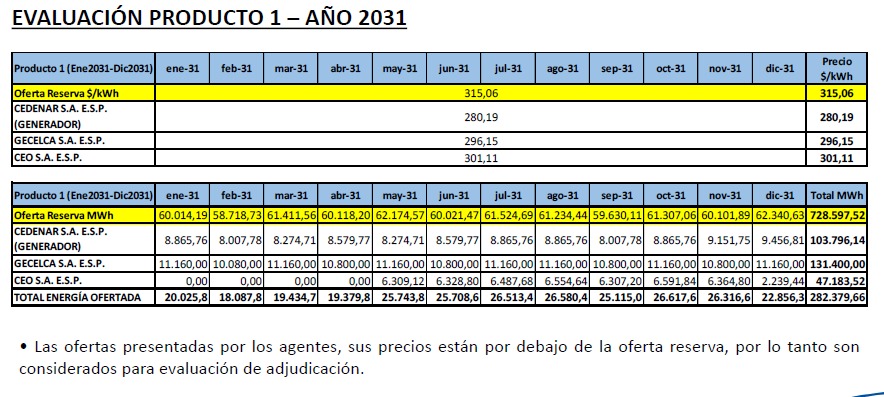 EVALUACIÓN PRODUCTO 1 – AÑO 2031
Producto 1 (Ene2031-Dic2031) ene-31 feb-31 mar-31 abr-31 may-31 jun-31 jul-31 ago-31 sep-31 oct-31 nov-31 dic-31 Precio $/kWh
Oferta Reserva $/kWh 315,06 315,06
CEDENAR S.A. E.S.P. (GENERADOR) 280,19 280,19
GECELCA S.A. E.S.P. 296,15 296,15
CEO S.A. E.S.P. 301,11 301,11
Producto 1 (Ene2031-Dic2031) ene-31 feb-31 mar-31 abr-31 may-31 jun-31 jul-31 ago-31 sep-31 oct-31 nov-31 dic-31 Total MWh
Oferta Reserva MWh 60.014,19 58.718,73 61.411,56 60.118,20 62.174,57 60.021,47 61.524,69 61.234,44 59.630,11 61.307,06 60.101,89 62.340,63 728.597,52
CEDENAR S.A. E.S.P. (GENERADOR) 8.865,76 8.007,78 8.274,71 8.579,77 8.274,71 8.579,77 8.865,76 8.865,76 8.007,78 8.865,76 9.151,75 9.456,81 103.796,14
GECELCA S.A. E.S.P. 11.160,00 10.080,00 11.160,00 10.800,00 11.160,00 10.800,00 11.160,00 11.160,00 10.800,00 11.160,00 10.800,00 11.160,00 131.400,00
CEO S.A. E.S.P. 0,00 0,00 0,00 0,00 6.309,12 6.328,80 6.487,68 6.554,64 6.307,20 6.591,84 6.364,80 2.239,44 47.183,52
TOTAL ENERGÍA OFERTADA 20.025,8 18.087,8 19.434,7 19.379,8 25.743,8 25.708,6 26.513,4 26.580,4 25.115,0 26.617,6 26.316,6 22.856,3 282.379,66
• Las ofertas presentadas por los agentes, sus precios están por debajo de la oferta reserva, por lo tanto son
considerados para evaluación de adjudicación.